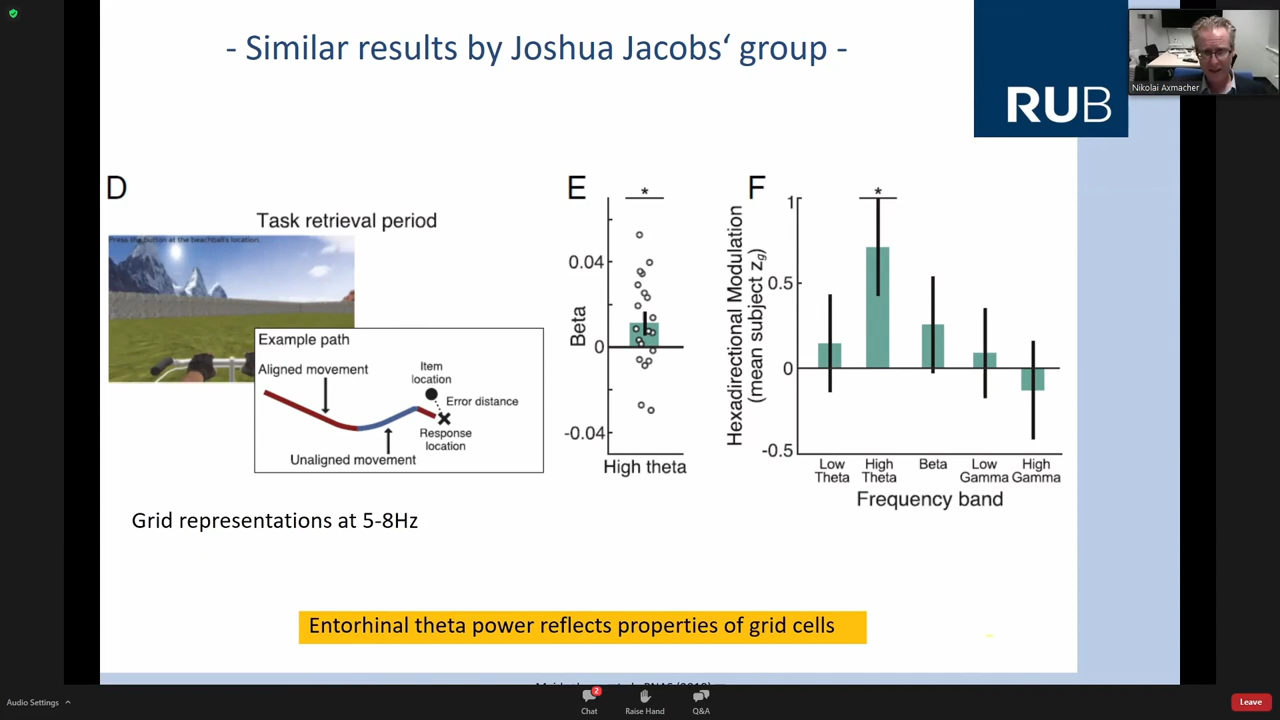 - Similar results by Joshua Jacobs‘ group -
RUB
Nikolai Axmacher
D
Task retrieval period
Press the button at the beachball's location.
Example path
Aligned movement
Item
location
Error distance
Response
location
Unaligned movement
E
*
Beta
0.04
0
-0.04
High theta
F
*
Hexadirectional Modulation
(mean subject zg)
1
0.5
0
-0.5
Low
Theta
High
Theta
Beta
Low
Gamma
High
Gamma
Frequency band
Grid representations at 5-8Hz
Entorhinal theta power reflects properties of grid cells
Audio Settings
2
Chat
Raise Hand
Q&A
Leave